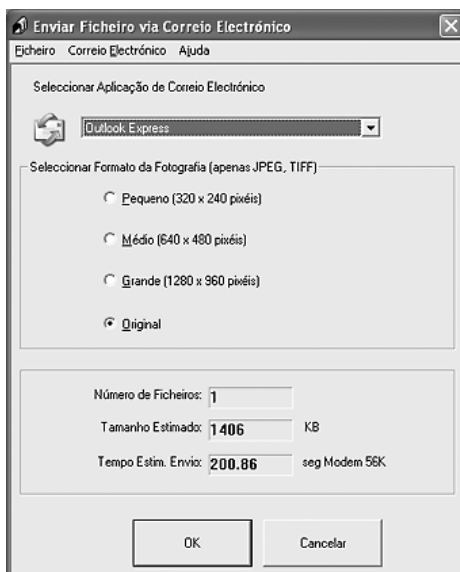 Enviar Ficheiro via Correio Electrónico
Ficheiro Correio Electrónico Ajuda
Seleccionar Aplicação de Correio Electrónico
Outlook Express
Seleccionar Formato da Fotografia (apenas JPEG, TIFF)
Pequeno (320 x 240 pixéis)
Médio (640 x 480 pixéis)
Grande (1280 x 960 pixéis)
Original
Número de Ficheiros: 1
Tamanho Estimado: 1406 KB
Tempo Estim. Envio: 200.86 seg Modem 56K
OK Cancelar